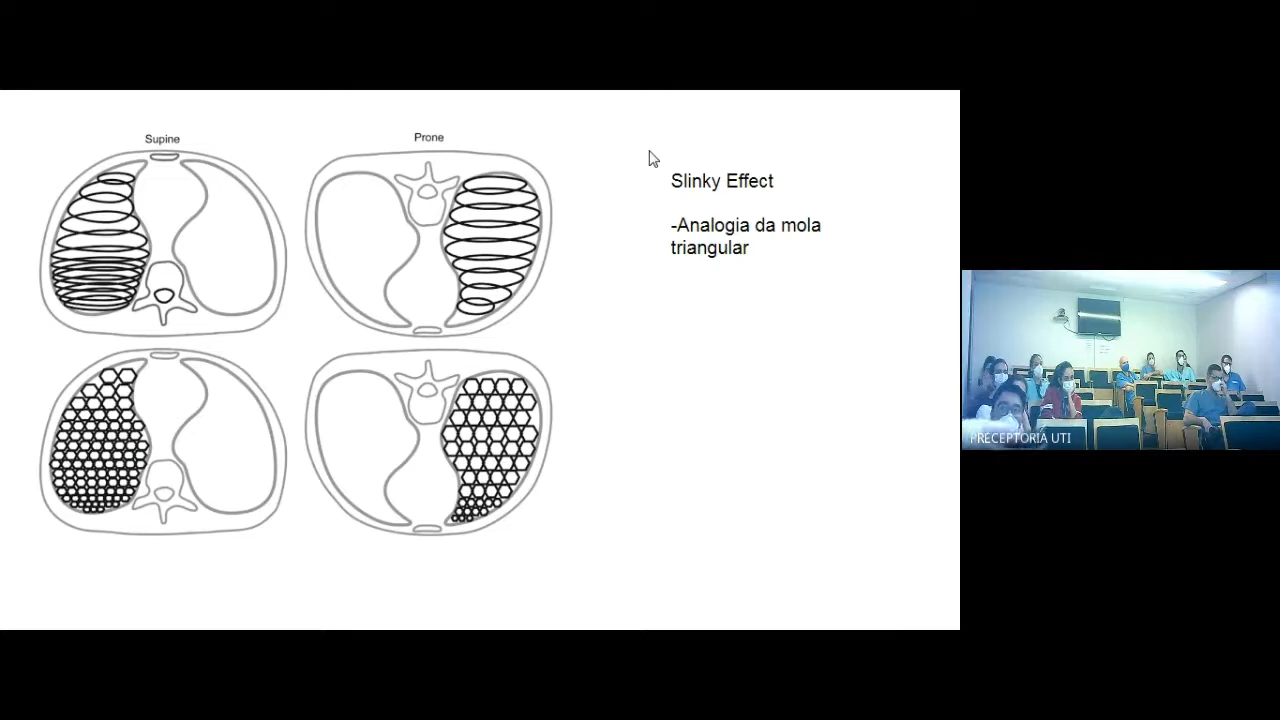 Supine
Prone
Slinky Effect
-Analogia da mola
triangular
PRECEPTORIA UTI